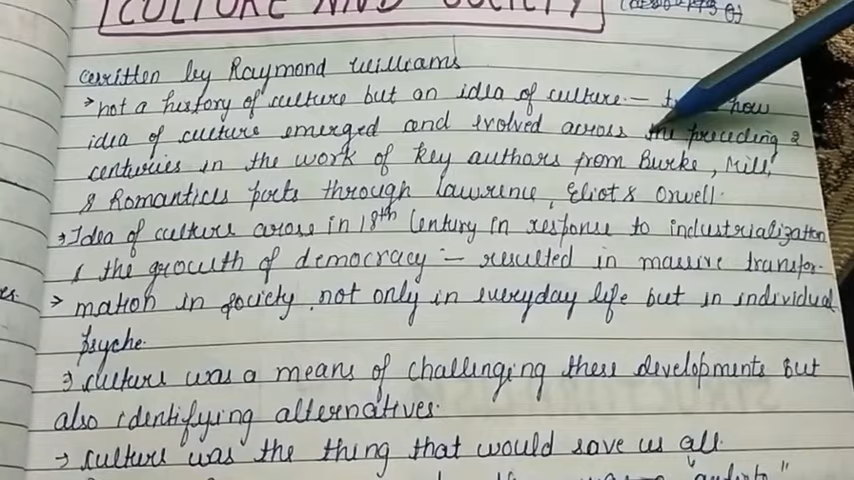 CULTURE AND SOCIETY
written by Raymond Williams
→ not a history of culture but an idea of culture - how
idea of culture emerged and evolved across the preceding 2
centuries in the work of key authors from Burke, Mill,
& Romantics poets through Lawrence, Eliot & Orwell.
→ Idea of culture arose in 18th Century in response to industrialization
& the growth of democracy - resulted in massive transfor-
→ mation in society, not only in everyday life but in individual
psyche.
→ culture was a means of challenging these developments but
also identifying alternatives.
→ culture was the thing that would save us all.